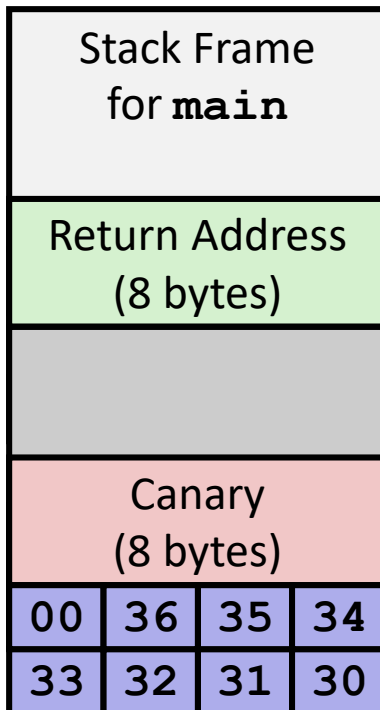 Stack Frame
for main
Return Address
(8 bytes)
Canary
(8 bytes)
00 36 35 34
33 32 31 30